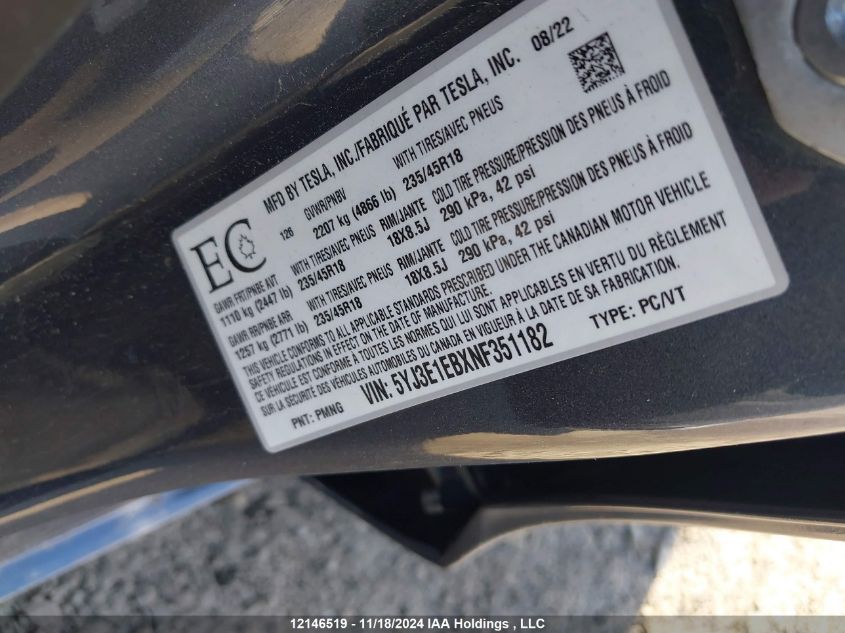 MFD BY TESLA, INC./FABRIQUÉ PAR TESLA, INC. 08/22
EC
126
GVWR/PNBV
2207 kg (4866 lb)
WITH TIRES/AVEC PNEUS
235/45R18
GAWR FRT/PNBE AVT
1110 kg (2447 lb)
WITH TIRES/AVEC PNEUS
235/45R18
RIM/JANTE
18X8.5J
COLD TIRE PRESSURE/PRESSION DES PNEUS À FROID
290 kPa, 42 psi
GAWR RR/PNBE ARR
1257 kg (2771 lb)
WITH TIRES/AVEC PNEUS
235/45R18
RIM/JANTE
18X8.5J
COLD TIRE PRESSURE/PRESSION DES PNEUS À FROID
290 kPa, 42 psi
THIS VEHICLE CONFORMS TO ALL APPLICABLE STANDARDS PRESCRIBED UNDER THE CANADIAN MOTOR VEHICLE
SAFETY REGULATIONS IN EFFECT ON THE DATE OF MANUFACTURE.
CE VÉHICULE EST CONFORME À TOUTES LES NORMES QUI LUI SONT APPLICABLES EN VERTU DU RÈGLEMENT
SUR LA SÉCURITÉ DES VÉHICULES AUTOMOBILES DU CANADA EN VIGUEUR À LA DATE DE SA FABRICATION.
VIN: 5YJ3E1EBXNF351182
TYPE: PC/VT
PNT: PMNG
12146519 - 11/18/2024 IAA Holdings , LLC